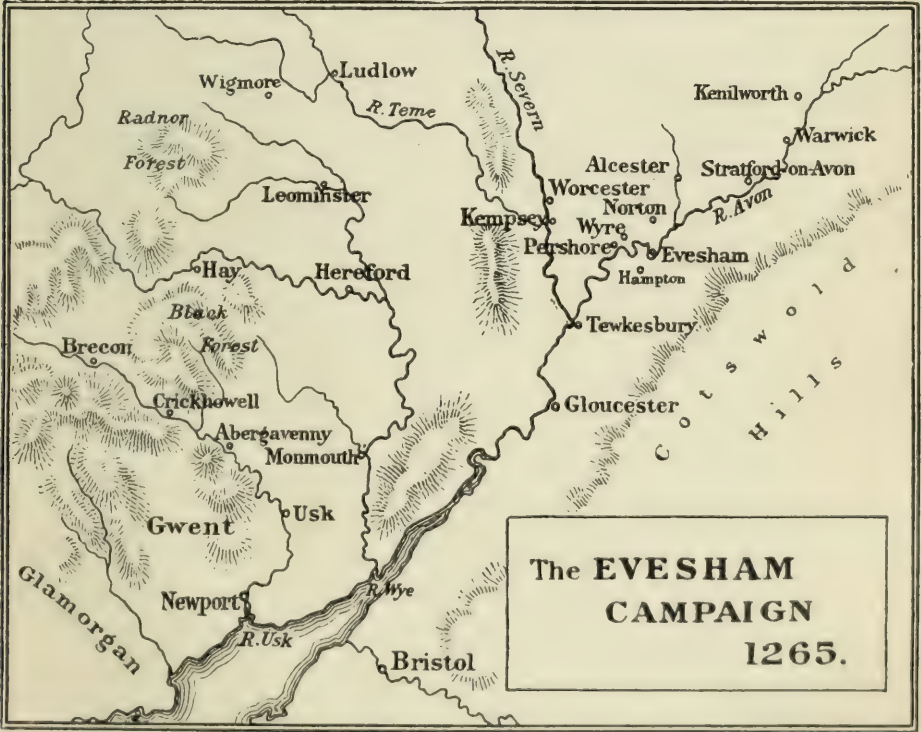 Wigmore
Ludlow
R. Teme
R. Severn
Kenilworth
Radnor
Forest
Warwick
Alcester
Stratford-on-Avon
Leominster
Worcester
Norton
R. Avon
Kempsey
Wyre
Pershore
Evesham
Hampton
Hay
Hereford
Black
Forest
Tewkesbury
Cotswold
Hills
Brecon
Crickhowell
Gloucester
Abergavenny
Monmouth
Usk
Gwent
Glamorgan
Newport
R. Wye
R. Usk
Bristol
The EVESHAM
CAMPAIGN
1265.